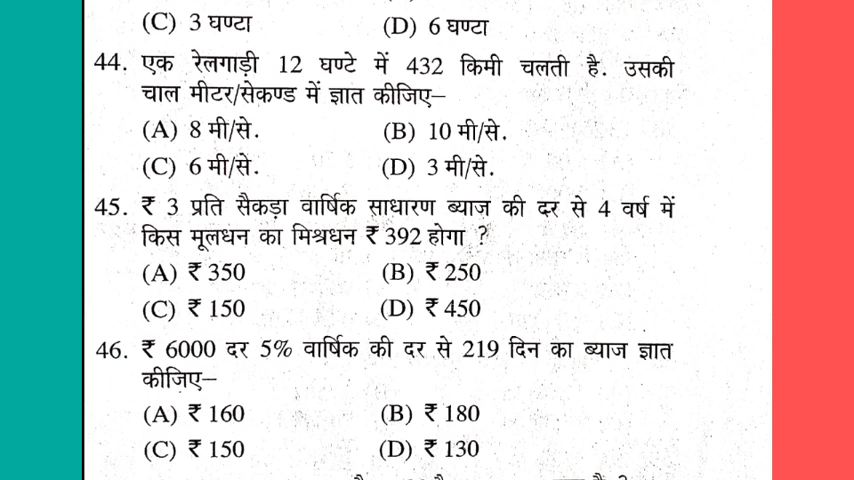 (C) 3 घण्टा (D) 6 घण्टा
44. एक रेलगाड़ी 12 घण्टे में 432 किमी चलती है. उसकी
चाल मीटर/सेकण्ड में ज्ञात कीजिए–
(A) 8 मी/से. (B) 10 मी/से.
(C) 6 मी/से. (D) 3 मी/से.
45. ₹ 3 प्रति सैकड़ा वार्षिक साधारण ब्याज की दर से 4 वर्ष में
किस मूलधन का मिश्रधन ₹ 392 होगा ?
(A) ₹ 350 (B) ₹ 250
(C) ₹ 150 (D) ₹ 450
46. ₹ 6000 दर 5% वार्षिक की दर से 219 दिन का ब्याज ज्ञात
कीजिए–
(A) ₹ 160 (B) ₹ 180
(C) ₹ 150 (D) ₹ 130